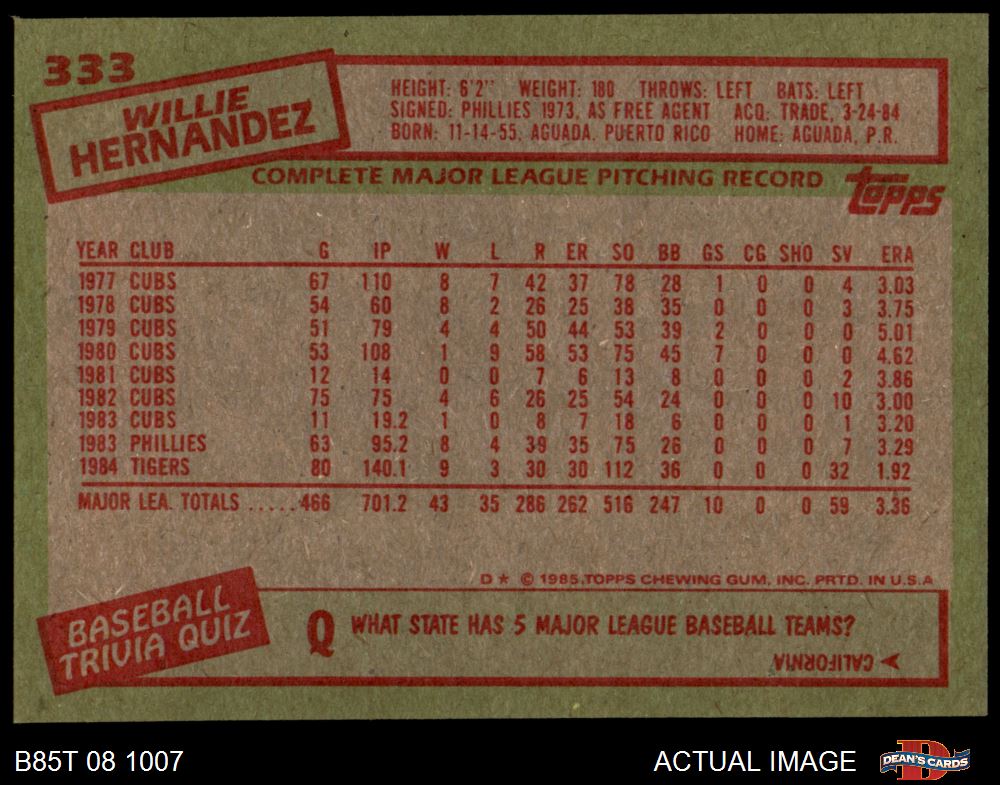 333
WILLIE
HERNANDEZ
HEIGHT: 6'2" WEIGHT: 180 THROWS: LEFT BATS: LEFT
SIGNED: PHILLIES 1973, AS FREE AGENT ACQ: TRADE, 3-24-84
BORN: 11-14-55, AGUADA, PUERTO RICO HOME: AGUADA, P.R.
COMPLETE MAJOR LEAGUE PITCHING RECORD
topps
YEAR CLUB G IP W L R ER SO BB GS CG SHO SV ERA
1977 CUBS 67 110 8 7 42 37 78 28 1 0 0 4 3.03
1978 CUBS 54 60 8 2 26 25 38 35 0 0 0 3 3.75
1979 CUBS 51 79 4 4 50 44 53 39 2 0 0 0 5.01
1980 CUBS 53 108 1 9 58 53 75 45 7 0 0 0 4.62
1981 CUBS 12 14 0 0 7 6 13 8 0 0 0 2 3.86
1982 CUBS 75 75 4 6 26 25 54 24 0 0 0 10 3.00
1983 CUBS 11 19.2 1 0 8 7 18 6 0 0 0 1 3.20
1983 PHILLIES 63 95.2 8 4 39 35 75 26 0 0 0 7 3.29
1984 TIGERS 80 140.1 9 3 30 30 112 36 0 0 0 32 1.92
MAJOR LEA. TOTALS .....466 701.2 43 35 286 262 516 247 10 0 0 59 3.36
D * © 1985 TOPPS CHEWING GUM, INC. PRTD. IN U.S.A
BASEBALL
TRIVIA QUIZ
Q WHAT STATE HAS 5 MAJOR LEAGUE BASEBALL TEAMS?
CALIFORNIA
B85T 08 1007
ACTUAL IMAGE
D
DEAN'S CARDS